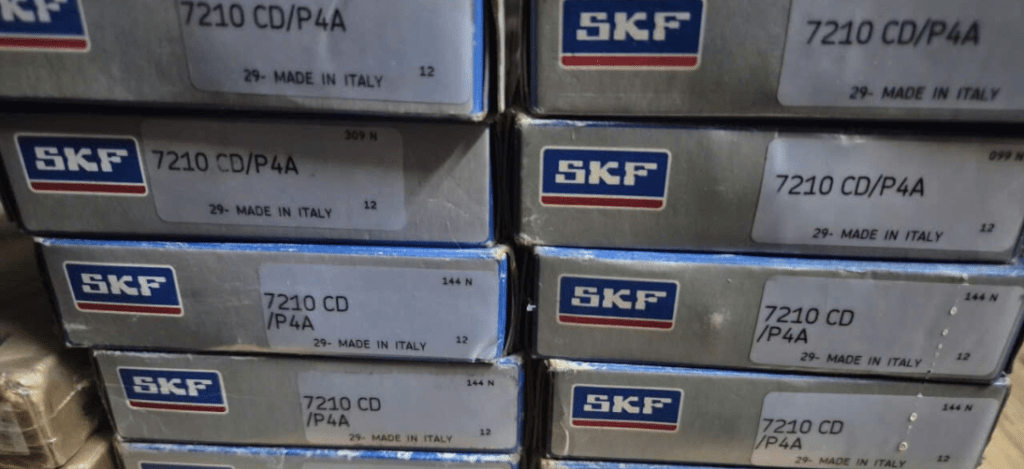 SKF
7210 CD/P4A
29- MADE IN ITALY 12
SKF
309 N
7210 CD/P4A
29- MADE IN ITALY 12
SKF
144 N
7210 CD
/P4A
29- MADE IN ITALY 12
SKF
144 N
7210 CD
/P4A
29- MADE IN ITALY 12
SKF
7210 CD/P4A
29- MADE IN ITALY
SKF
099 N
7210 CD/P4A
29- MADE IN ITALY 12
SKF
144 N
7210 CD
/P4A
29- MADE IN ITALY 12
SKF
144 N
7210 CD
/P4A
29- MADE IN ITALY 12